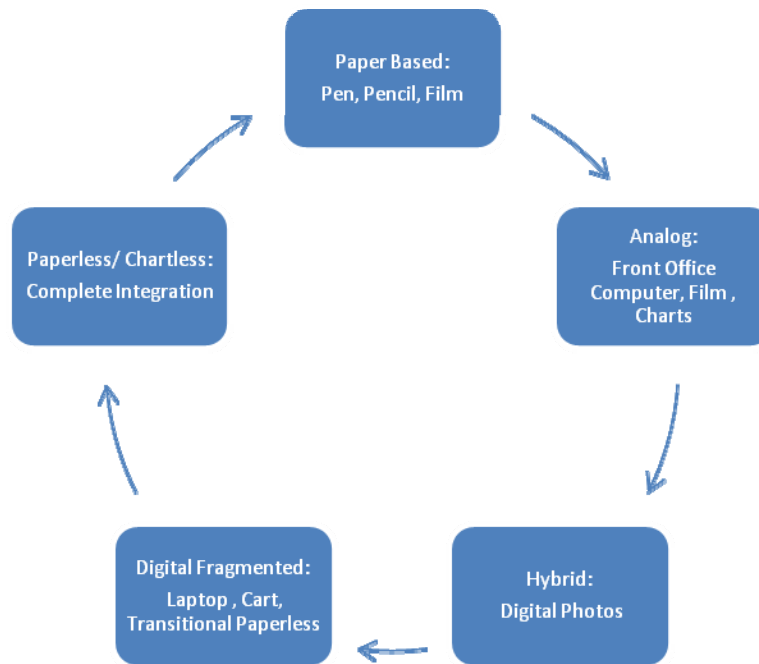 Paper Based:
Pen, Pencil, Film
Analog:
Front Office
Computer, Film ,
Charts
Hybrid:
Digital Photos
Digital Fragmented:
Laptop , Cart,
Transitional Paperless
Paperless/ Chartless:
Complete Integration